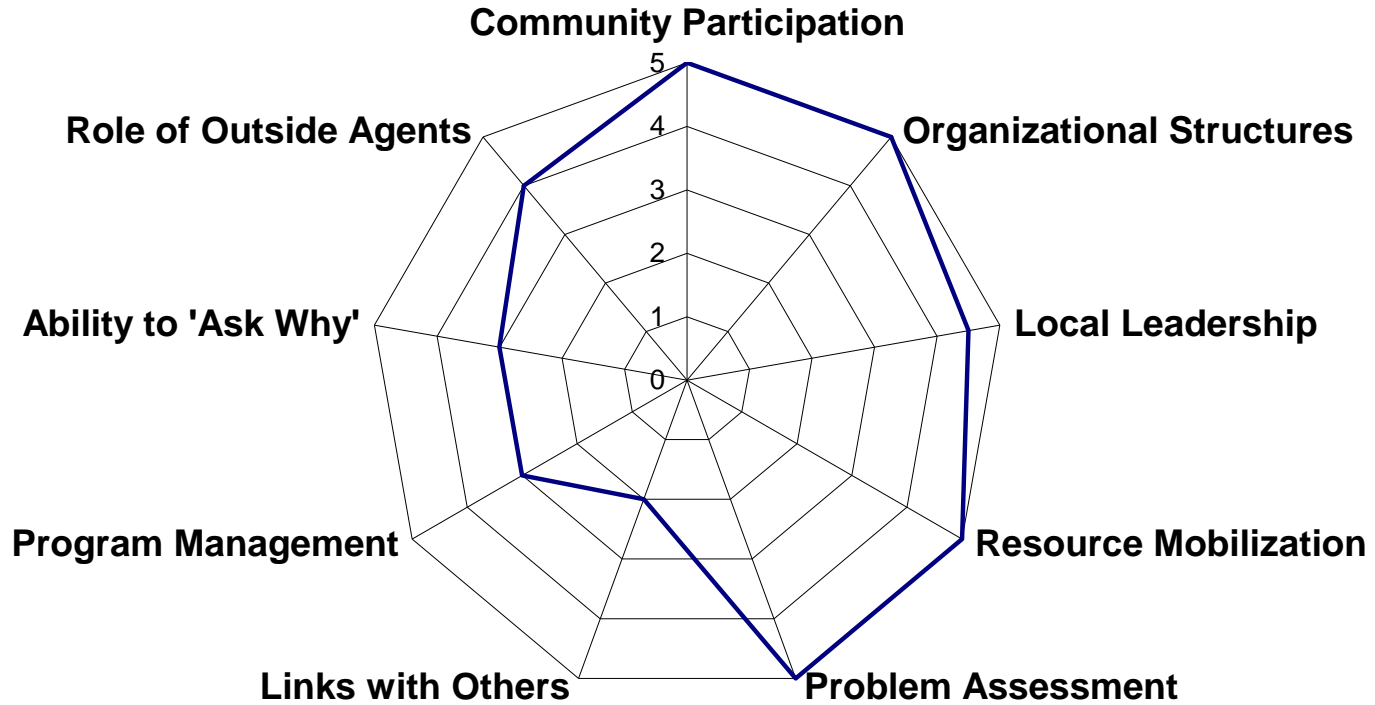 Community Participation
5
Role of Outside Agents
Organizational Structures
4
3
2
Ability to 'Ask Why'
1
Local Leadership
0
Program Management
Resource Mobilization
Links with Others
Problem Assessment